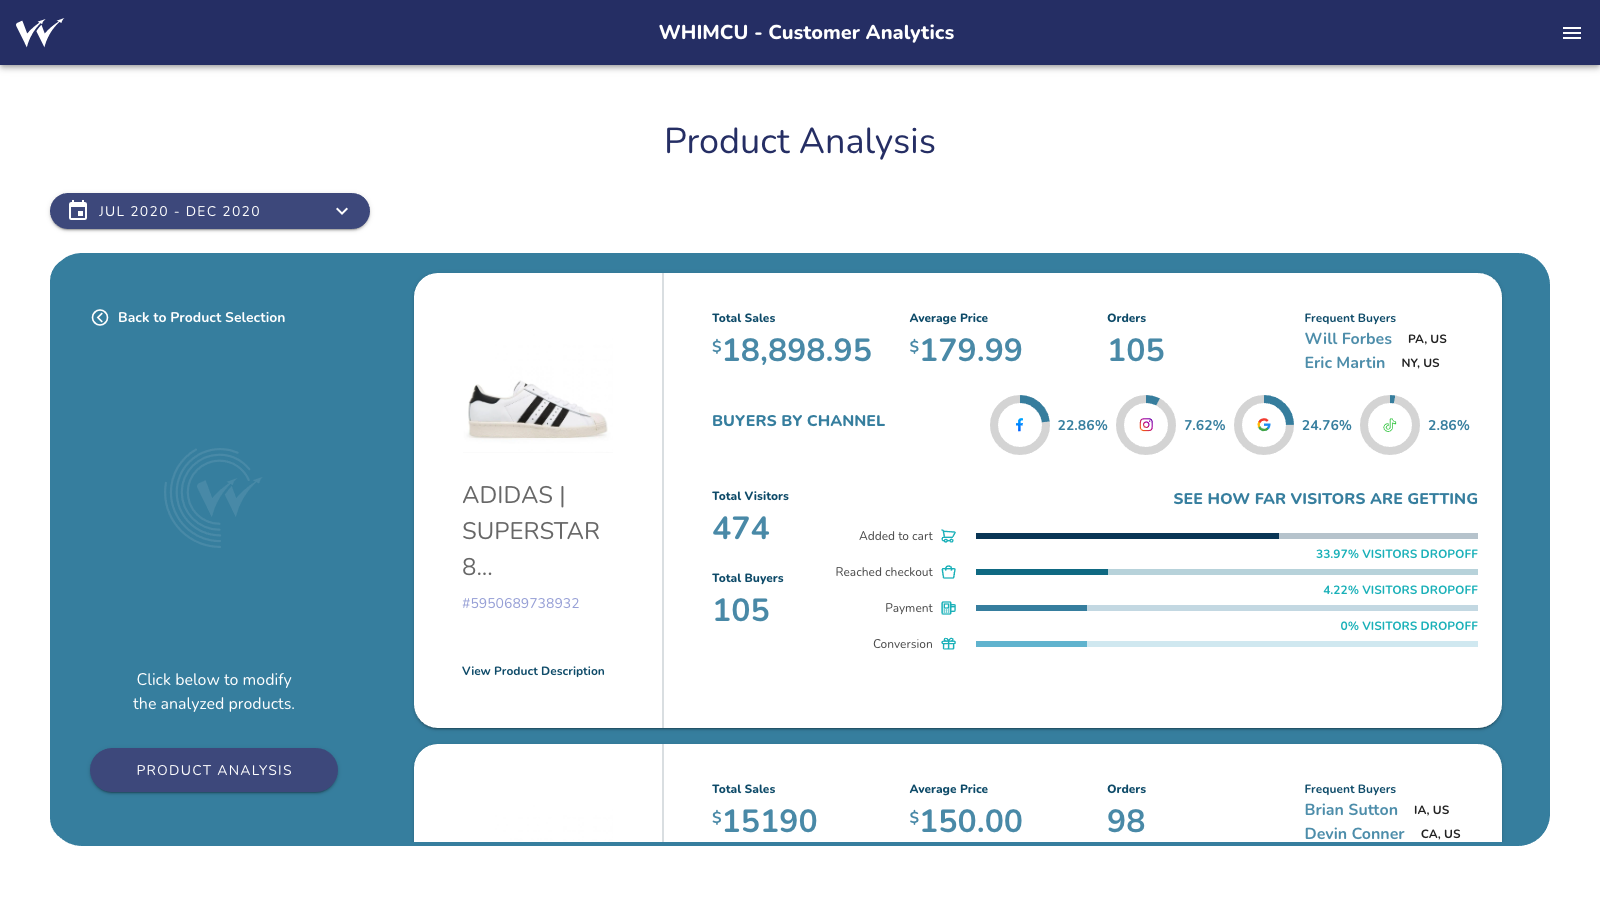 WHIMCU - Customer Analytics
Product Analysis
JUL 2020 - DEC 2020
Back to Product Selection
Click below to modify
the analyzed products.
PRODUCT ANALYSIS
ADIDAS |
SUPERSTAR
8...
#5950689738932
View Product Description
Total Sales
$18,898.95
Average Price
$179.99
Orders
105
Frequent Buyers
Will Forbes PA, US
Eric Martin NY, US
BUYERS BY CHANNEL
22.86%
7.62%
24.76%
2.86%
Total Visitors
474
Total Buyers
105
SEE HOW FAR VISITORS ARE GETTING
Added to cart
33.97% VISITORS DROPOFF
Reached checkout
4.22% VISITORS DROPOFF
Payment
0% VISITORS DROPOFF
Conversion
Total Sales
$15190
Average Price
$150.00
Orders
98
Frequent Buyers
Brian Sutton IA, US
Devin Conner CA, US